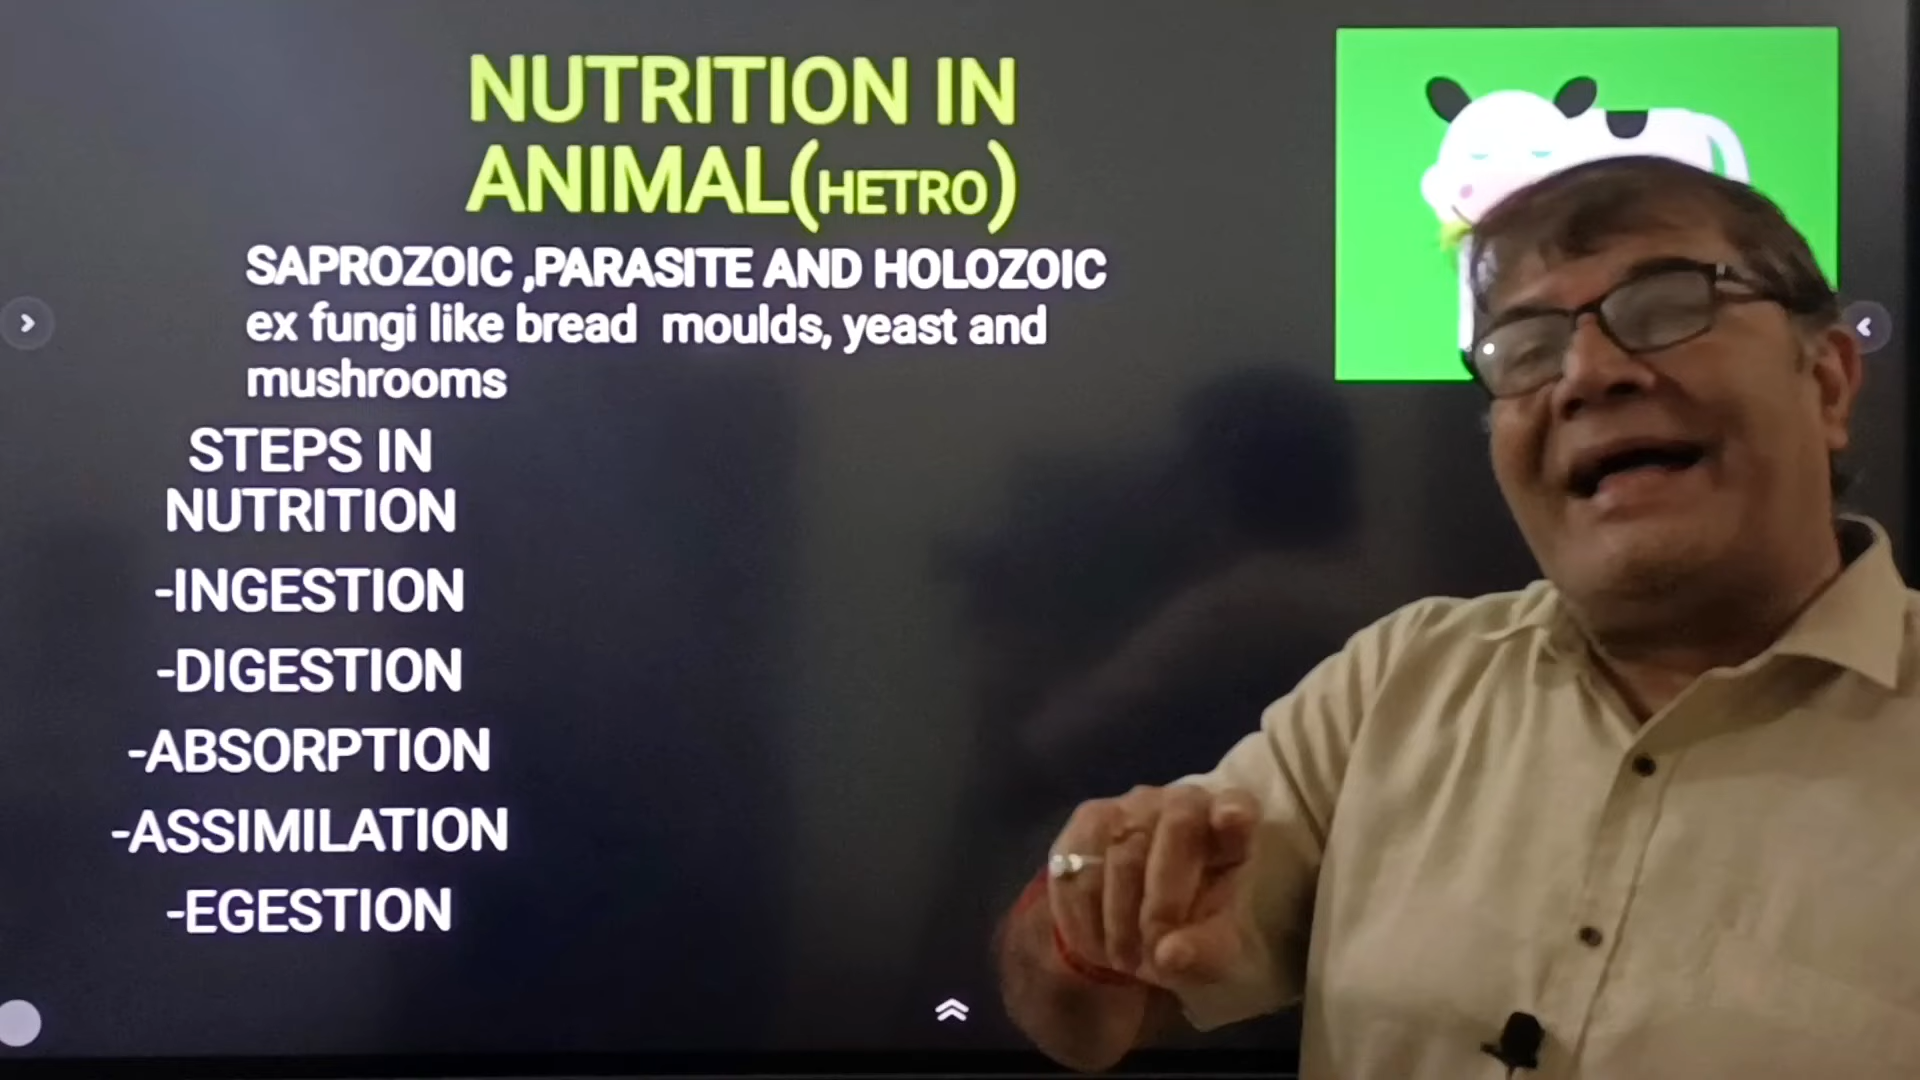 NUTRITION IN
ANIMAL(HETRO)
SAPROZOIC ,PARASITE AND HOLOZOIC
ex fungi like bread moulds, yeast and
mushrooms
STEPS IN
NUTRITION
-INGESTION
-DIGESTION
-ABSORPTION
-ASSIMILATION
-EGESTION